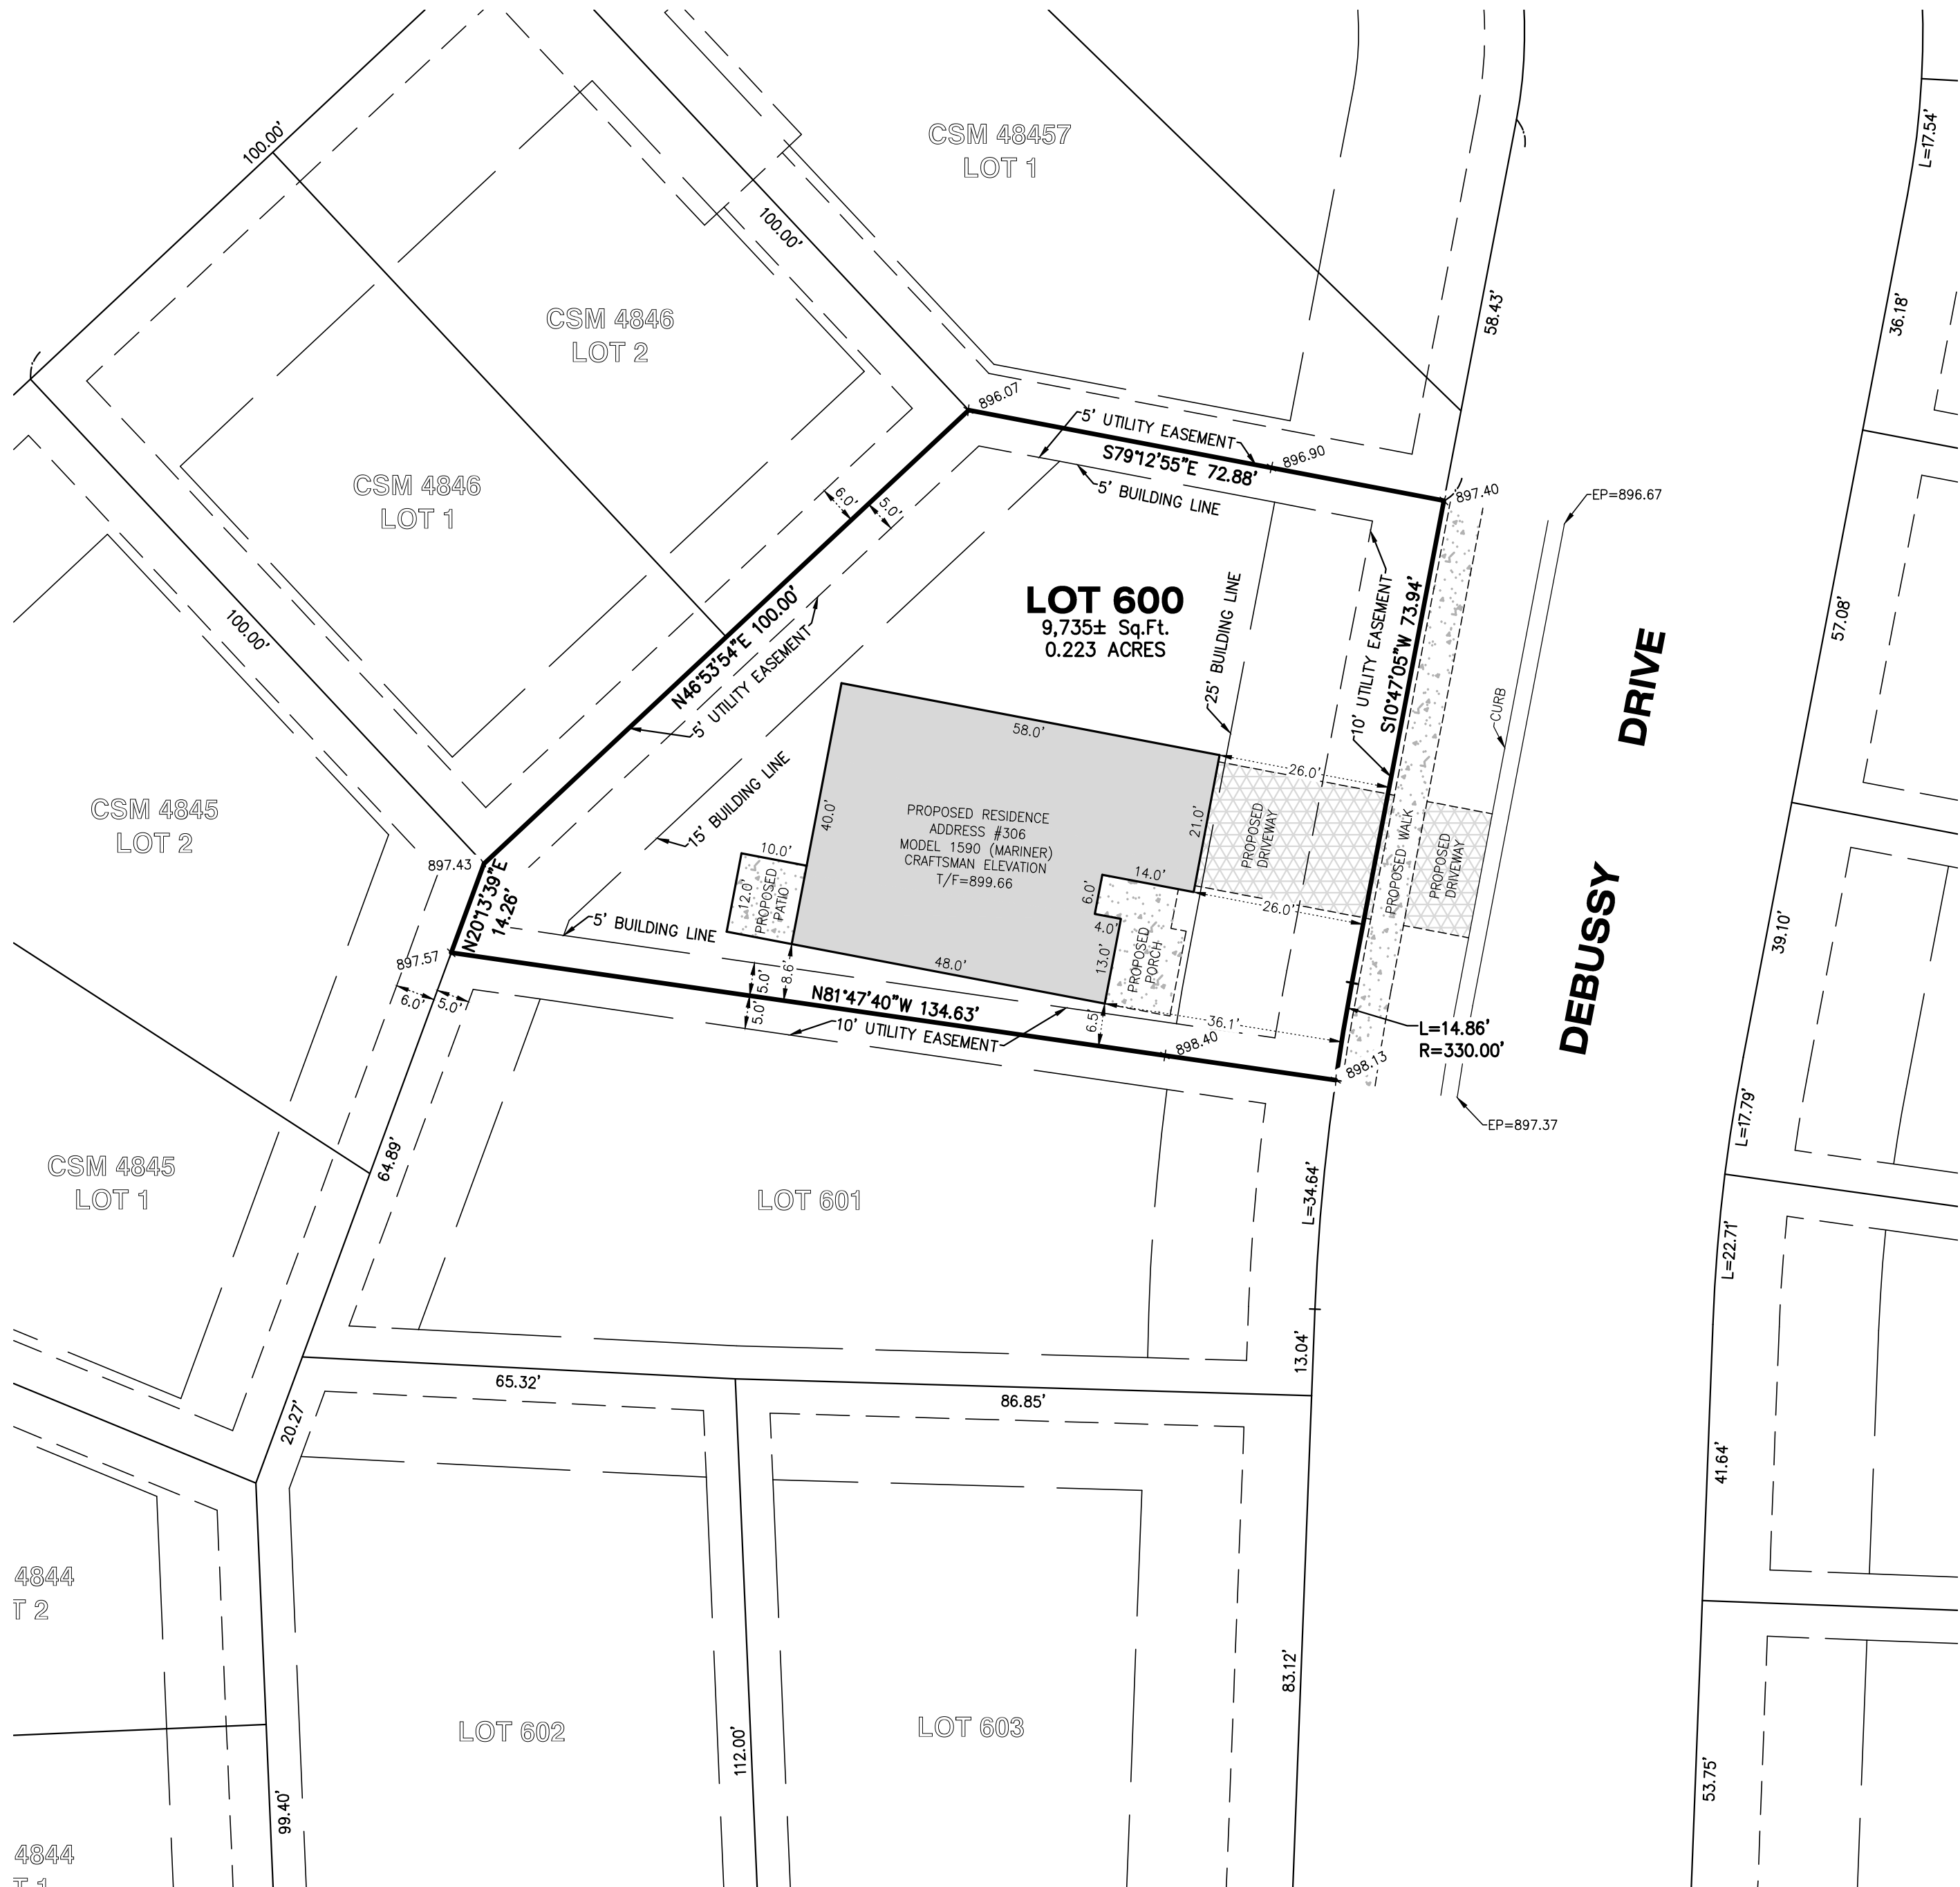 100.00'
CSM 48457
LOT 1
L=17.54'
100.00'
CSM 4846
LOT 2
58.43'
36.18'
896.07
5' UTILITY EASEMENT
896.90
S79°12'55"E 72.88'
5' BUILDING LINE
897.40
EP=896.67
CSM 4846
LOT 1
6.0'
5.0'
100.00'
N46°53'54"E 100.00'
5' UTILITY EASEMENT
15' BUILDING LINE
LOT 600
9,735± Sq.Ft.
0.223 ACRES
25' BUILDING LINE
10' UTILITY EASEMENT
S10°47'05"W 73.94'
CURB
DEBUSSY DRIVE
57.08'
58.0'
26.0'
40.0'
21.0'
PROPOSED RESIDENCE
ADDRESS #306
MODEL 1590 (MARINER)
CRAFTSMAN ELEVATION
T/F=899.66
PROPOSED
DRIVEWAY
PROPOSED WALK
PROPOSED
DRIVEWAY
CSM 4845
LOT 2
897.43
N20°13'39"E
14.26'
10.0'
12.0'
PROPOSED
PATIO
14.0'
6.0'
4.0'
13.0'
26.0'
PROPOSED
PORCH
5' BUILDING LINE
48.0'
39.10'
897.57
6.0'
5.0'
5.0'
8.6'
5.0'
N81°47'40"W 134.63'
10' UTILITY EASEMENT
6.5'
36.1'
898.40
898.13
L=14.86'
R=330.00'
EP=897.37
L=17.79'
64.89'
CSM 4845
LOT 1
LOT 601
L=34.64'
L=22.71'
13.04'
65.32'
86.85'
20.27'
41.64'
4844
T 2
83.12'
LOT 602
LOT 603
112.00'
99.40'
53.75'
4844
T 1